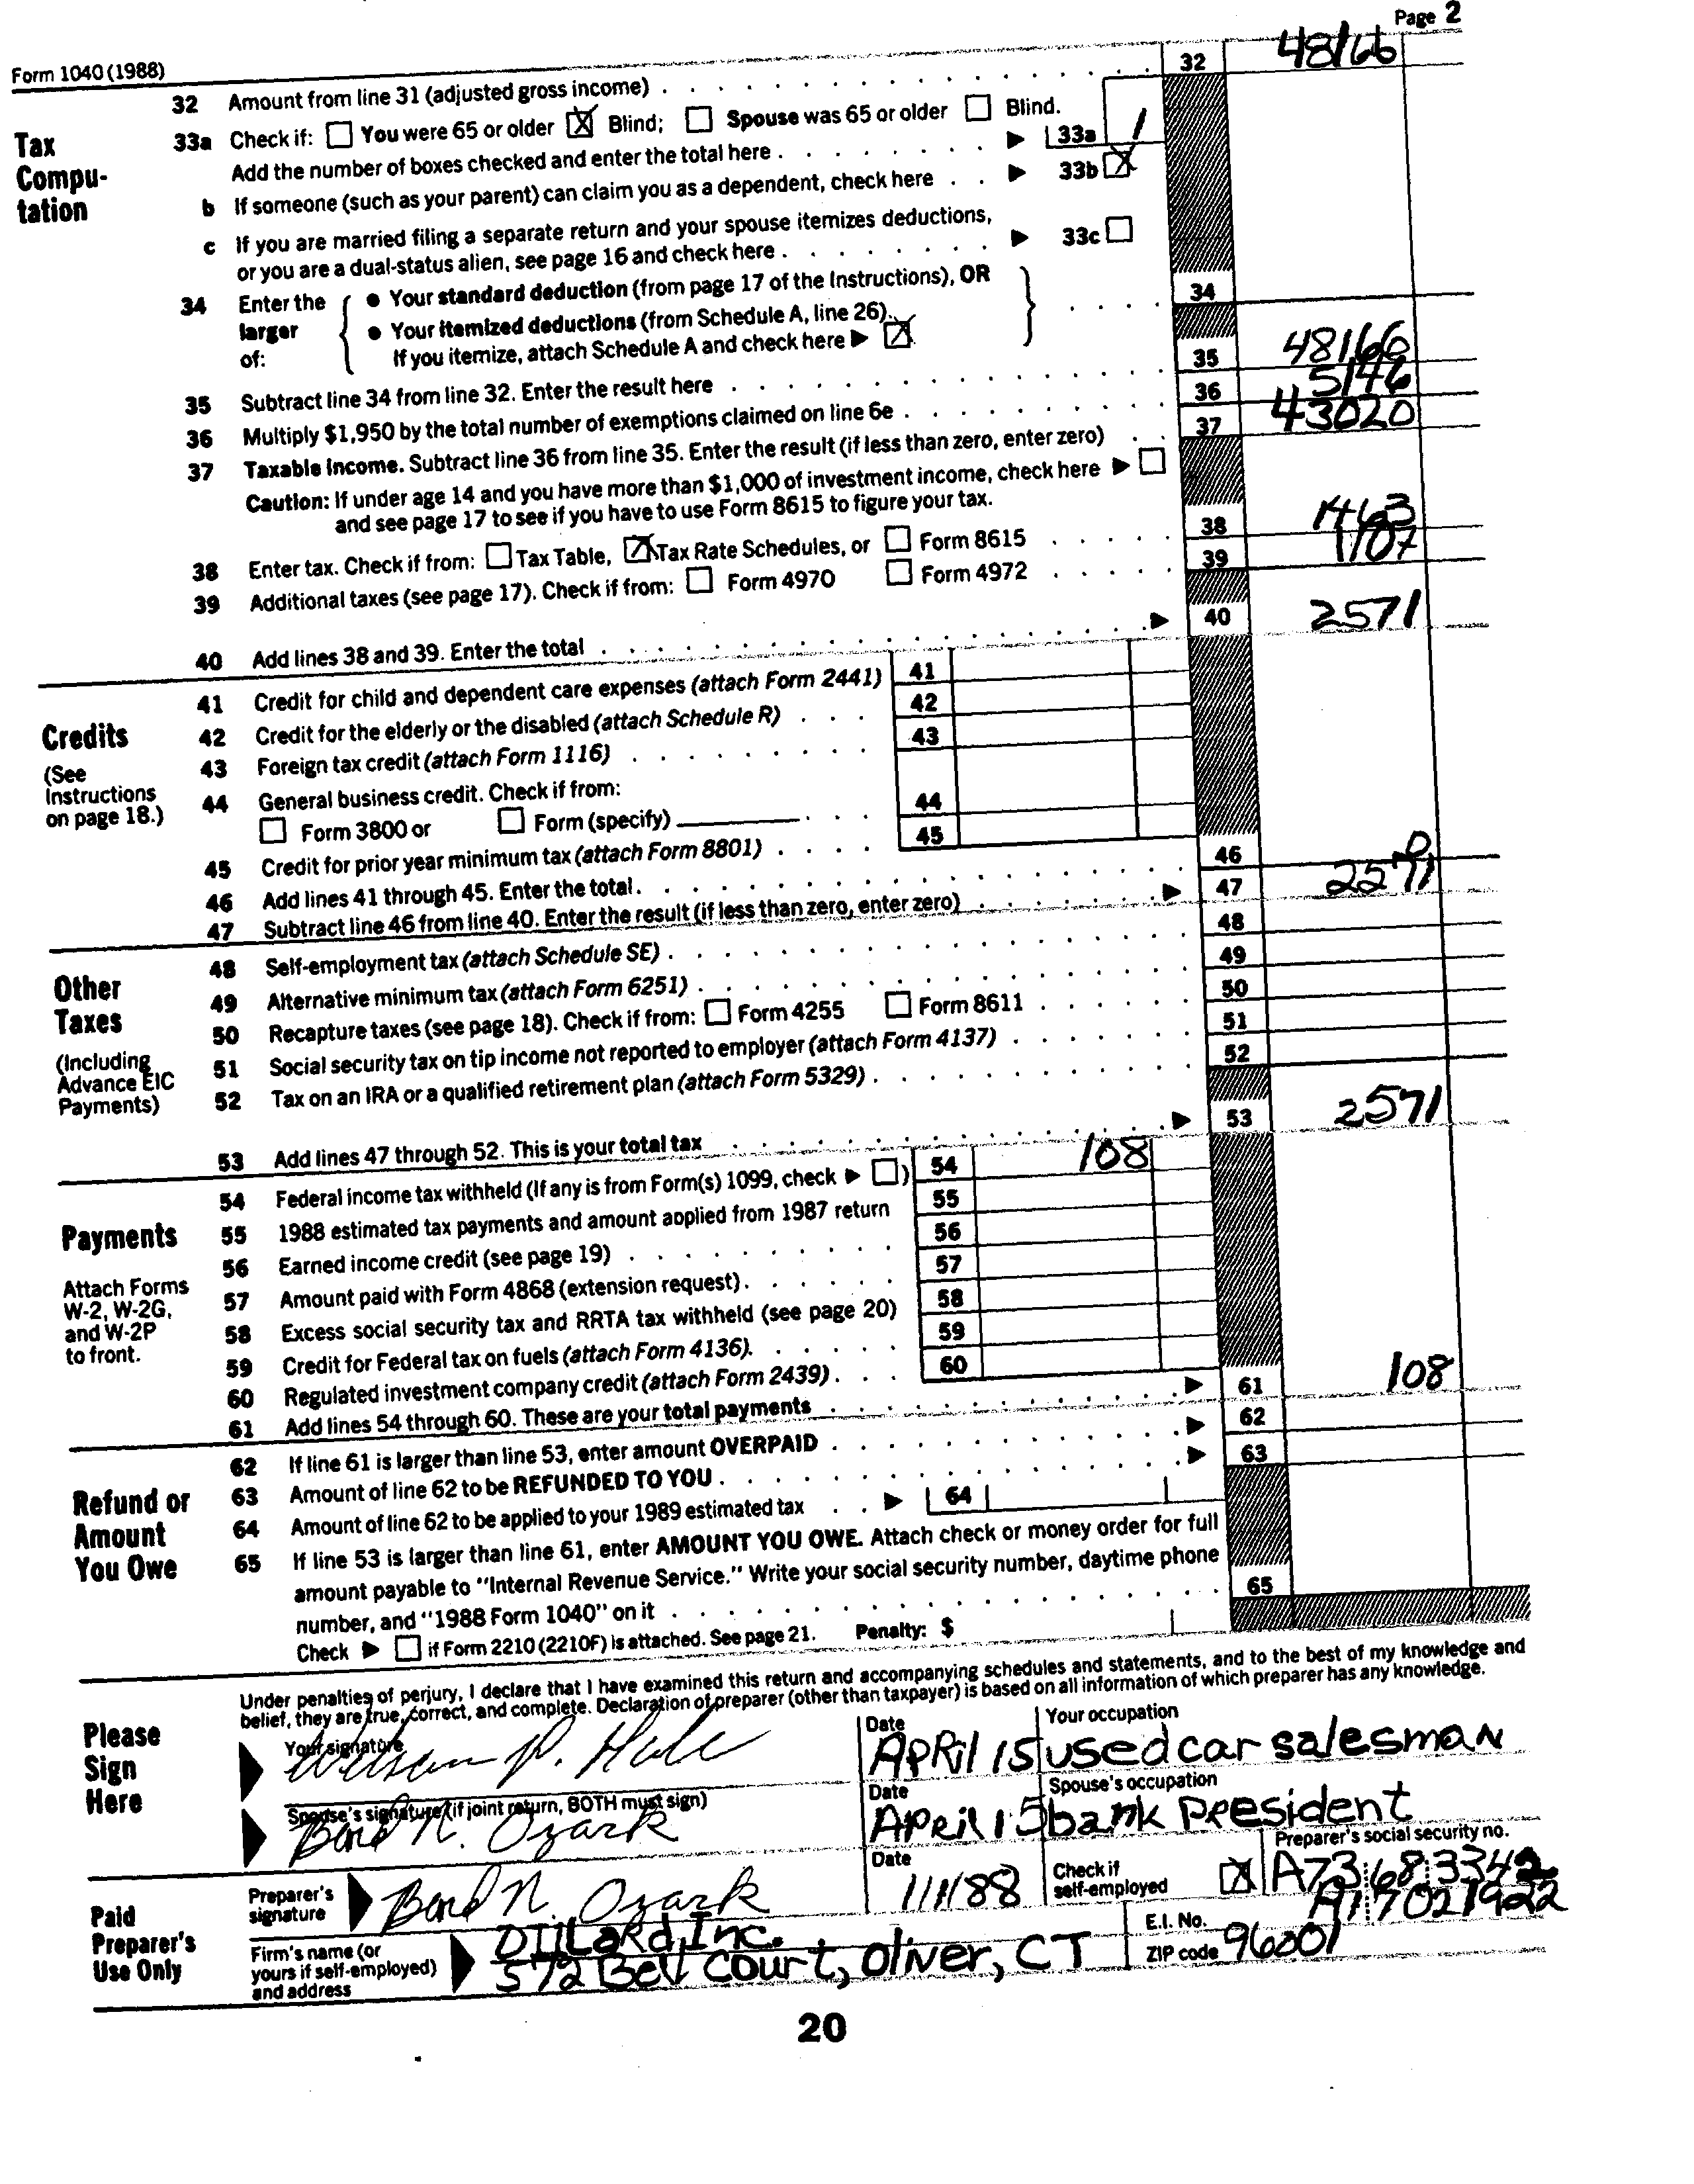 Page 2
Form 1040 (1988)
32 Amount from line 31 (adjusted gross income) 32 48166
Tax Compu-tation
33a Check if: You were 65 or older X Blind; Spouse was 65 or older Blind.
Add the number of boxes checked and enter the total here 33a 1
b If someone (such as your parent) can claim you as a dependent, check here 33b X
c If you are married filing a separate return and your spouse itemizes deductions,
or you are a dual-status alien, see page 16 and check here 33c
34 Enter the larger of: • Your standard deduction (from page 17 of the Instructions), OR 34
• Your itemized deductions (from Schedule A, line 26).
If you itemize, attach Schedule A and check here X
35 Subtract line 34 from line 32. Enter the result here 35 48166
36 Multiply $1,950 by the total number of exemptions claimed on line 6e 36 5146
37 Taxable income. Subtract line 36 from line 35. Enter the result (if less than zero, enter zero) 37 43020
Caution: If under age 14 and you have more than $1,000 of investment income, check here
and see page 17 to see if you have to use Form 8615 to figure your tax.
38 Enter tax. Check if from: Tax Table, X Tax Rate Schedules, or Form 8615 38 1463
39 Additional taxes (see page 17). Check if from: Form 4970 Form 4972 39 1107
40 Add lines 38 and 39. Enter the total 40 2571
Credits
(See Instructions on page 18.)
41 Credit for child and dependent care expenses (attach Form 2441) 41
42 Credit for the elderly or the disabled (attach Schedule R) 42
43 Foreign tax credit (attach Form 1116) 43
44 General business credit. Check if from:
Form 3800 or Form (specify) 44
45 Credit for prior year minimum tax (attach Form 8801) 45
46 Add lines 41 through 45. Enter the total 46 0
47 Subtract line 46 from line 40. Enter the result (if less than zero, enter zero) 47 2571
Other Taxes
(Including Advance EIC Payments)
48 Self-employment tax (attach Schedule SE) 48
49 Alternative minimum tax (attach Form 6251) 49
50 Recapture taxes (see page 18). Check if from: Form 4255 Form 8611 50
51 Social security tax on tip income not reported to employer (attach Form 4137) 51
52 Tax on an IRA or a qualified retirement plan (attach Form 5329) 52
53 Add lines 47 through 52. This is your total tax 53 2571
Payments
Attach Forms W-2, W-2G, and W-2P to front.
54 Federal income tax withheld (If any is from Form(s) 1099, check ) 54 108
55 1988 estimated tax payments and amount applied from 1987 return 55
56 Earned income credit (see page 19) 56
57 Amount paid with Form 4868 (extension request) 57
58 Excess social security tax and RRTA tax withheld (see page 20) 58
59 Credit for Federal tax on fuels (attach Form 4136) 59
60 Regulated investment company credit (attach Form 2439) 60
61 Add lines 54 through 60. These are your total payments 61 108
Refund or Amount You Owe
62 If line 61 is larger than line 53, enter amount OVERPAID 62
63 Amount of line 62 to be REFUNDED TO YOU 63
64 Amount of line 62 to be applied to your 1989 estimated tax 64
65 If line 53 is larger than line 61, enter AMOUNT YOU OWE. Attach check or money order for full
amount payable to "Internal Revenue Service." Write your social security number, daytime phone
number, and "1988 Form 1040" on it 65
Check if Form 2210 (2210F) is attached. See page 21. Penalty: $
Under penalties of perjury, I declare that I have examined this return and accompanying schedules and statements, and to the best of my knowledge and
belief, they are true, correct, and complete. Declaration of preparer (other than taxpayer) is based on all information of which preparer has any knowledge.
Please Sign Here
Your signature P. Hale Date April 15 Your occupation used car salesman
Spouse's signature (if joint return, BOTH must sign) Bond N. Ozark Date April 15 Spouse's occupation bank President
Paid Preparer's Use Only
Preparer's signature Bond N. Ozark Date 11/1/88 Check if self-employed X Preparer's social security no. A73 68 3342
Firm's name (or yours if self-employed) and address DIllaRd, Inc. E.I. No. A17021922
572 Bell Court, Oliver, CT ZIP code 96001
20